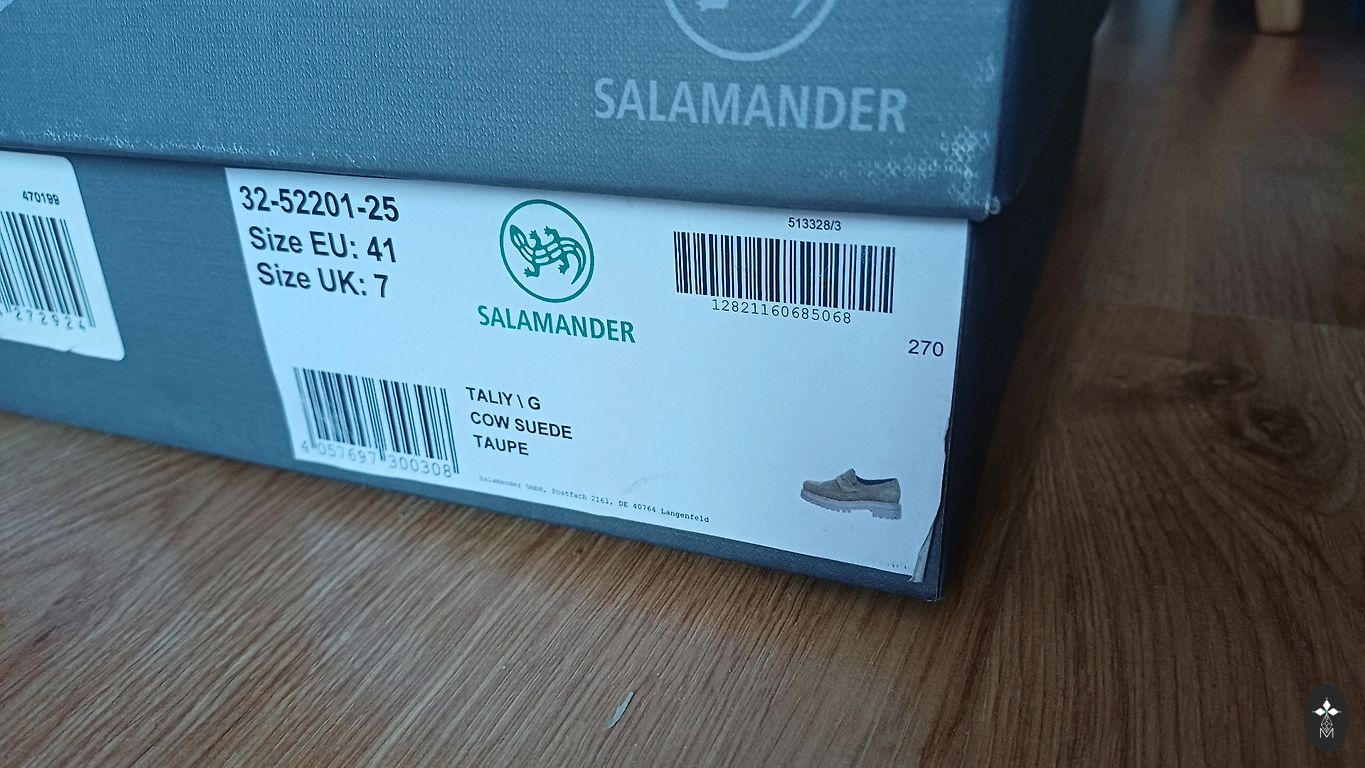 SALAMANDER
470199
272924
32-52201-25
Size EU: 41
Size UK: 7
SALAMANDER
513328/3
12821160685068
270
4 057697 300308
TALIY \ G
COW SUEDE
TAUPE
Salamander GmbH, Postfach 2161, DE 40764 Langenfeld
M